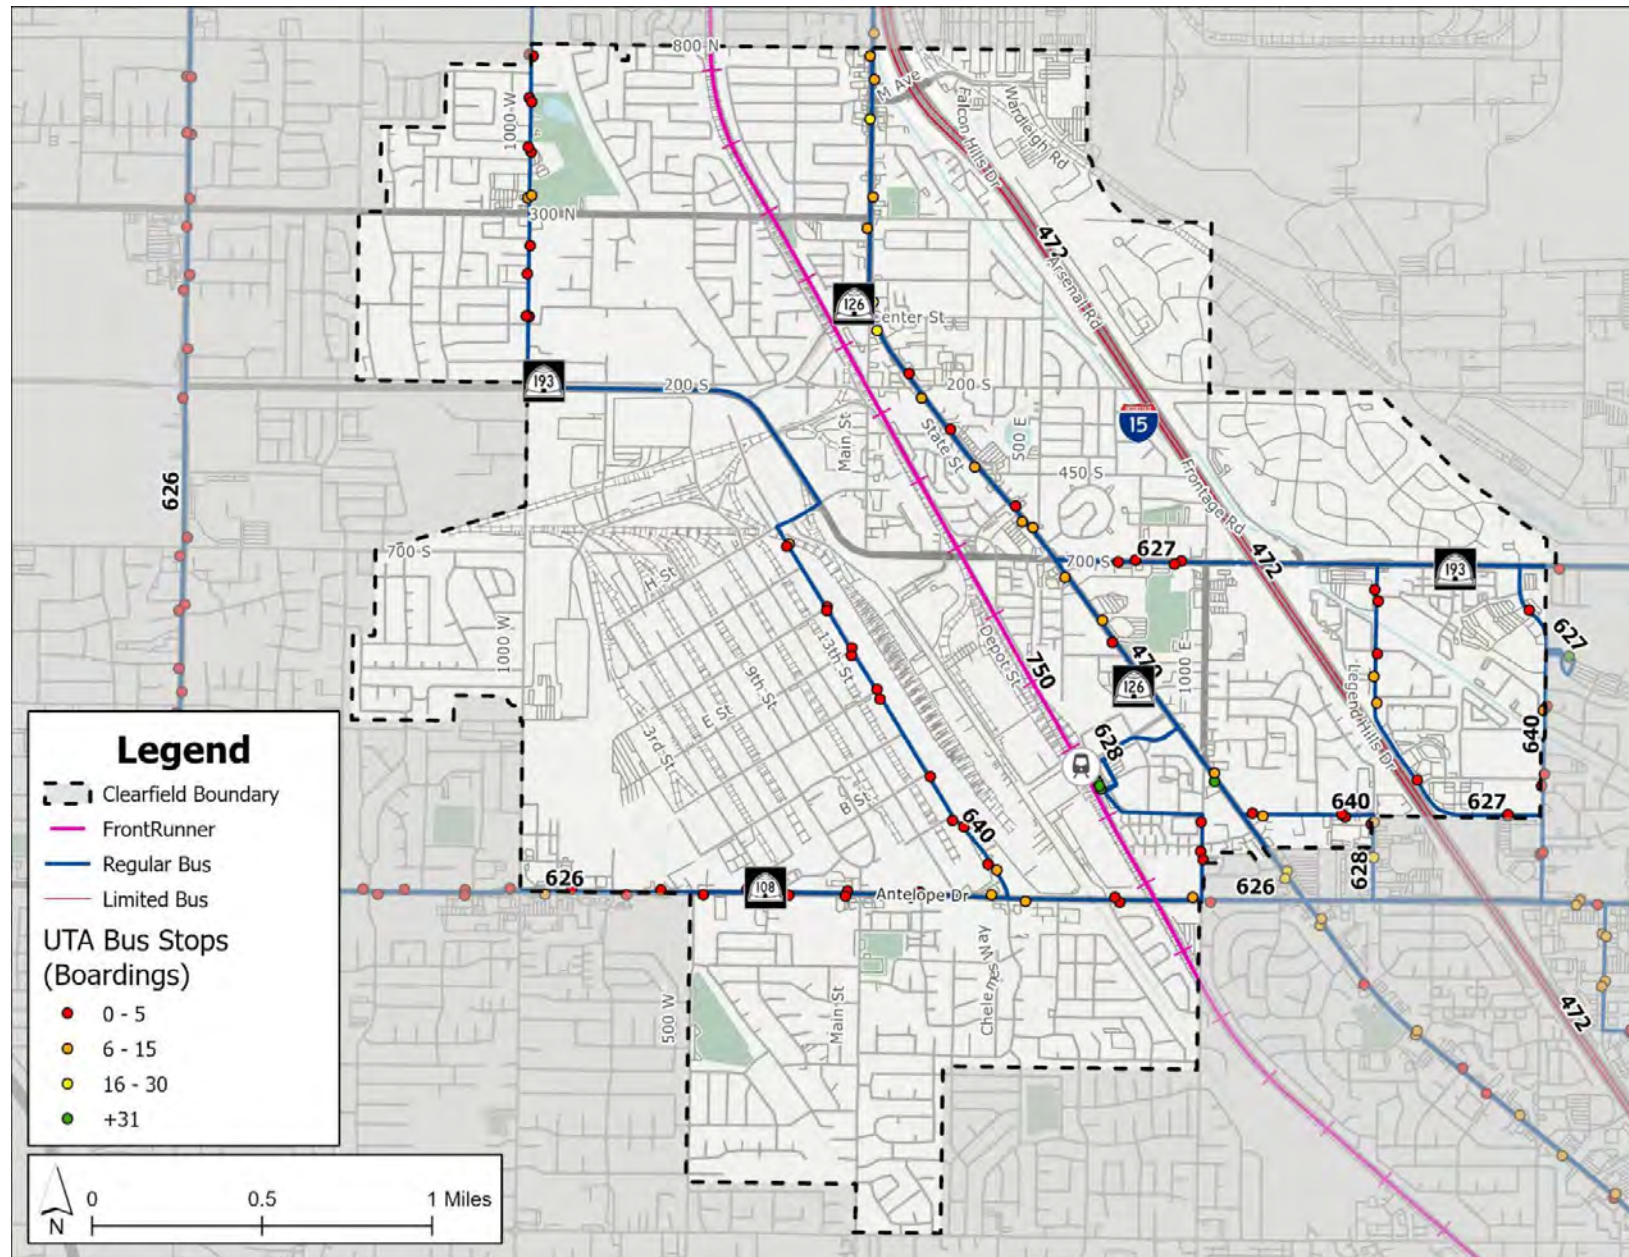 800 N
M Ave
Falcon Hills Dr
Wardleigh Rd
1000 W
300 N
472
Arsenal Rd
126
Center St
193
200 S
200 S
15
Main St
State St
500 E
450 S
Frontage Rd
626
700 S
627
700 S
472
193
H St
1000 W
13th St
9th St
E St
3rd St
B St
Depot St
750
126
1000 E
Legend Hills Dr
627
640
628
640
627
640
628
626
626
108
Antelope Dr
500 W
Main St
472
Legend
Clearfield Boundary
FrontRunner
Regular Bus
Limited Bus
UTA Bus Stops
(Boardings)
0 - 5
6 - 15
16 - 30
+31
N
0 0.5 1 Miles